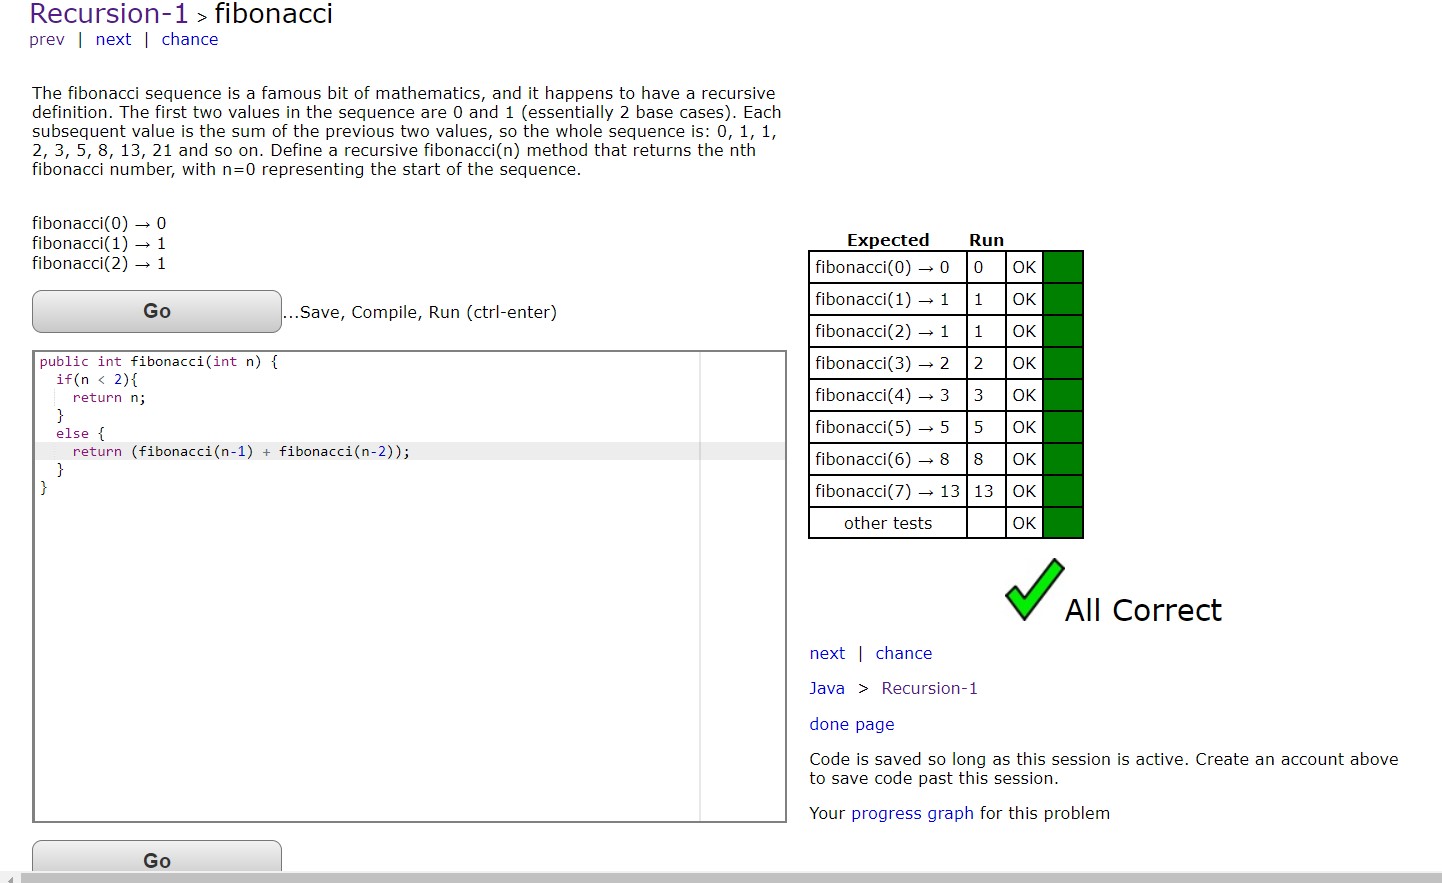 Recursion-1 > fibonacci
prev | next | chance
The fibonacci sequence is a famous bit of mathematics, and it happens to have a recursive
definition. The first two values in the sequence are 0 and 1 (essentially 2 base cases). Each
subsequent value is the sum of the previous two values, so the whole sequence is: 0, 1, 1,
2, 3, 5, 8, 13, 21 and so on. Define a recursive fibonacci(n) method that returns the nth
fibonacci number, with n=0 representing the start of the sequence.
fibonacci(0) → 0
fibonacci(1) → 1
fibonacci(2) → 1
Go ...Save, Compile, Run (ctrl-enter)
public int fibonacci(int n) {
  if(n < 2){
    return n;
  }
  else {
    return (fibonacci(n-1) + fibonacci(n-2));
  }
}
Go
Expected Run
fibonacci(0) → 0 0 OK
fibonacci(1) → 1 1 OK
fibonacci(2) → 1 1 OK
fibonacci(3) → 2 2 OK
fibonacci(4) → 3 3 OK
fibonacci(5) → 5 5 OK
fibonacci(6) → 8 8 OK
fibonacci(7) → 13 13 OK
other tests OK
All Correct
next | chance
Java > Recursion-1
done page
Code is saved so long as this session is active. Create an account above
to save code past this session.
Your progress graph for this problem